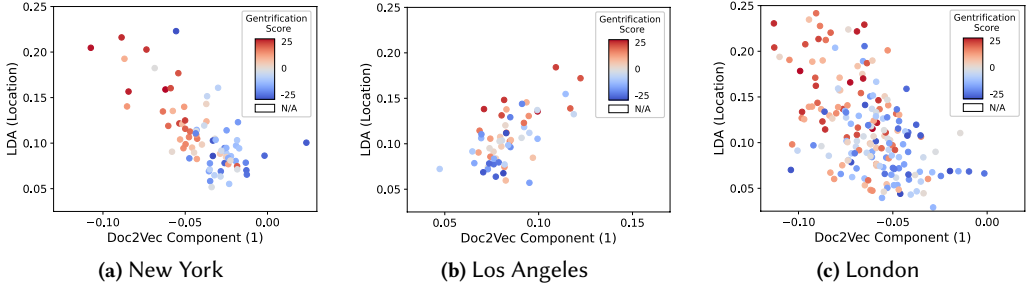 Gentrification
Score
25
0
-25
N/A
0.25
0.20
0.15
0.10
0.05
LDA (Location)
−0.10
−0.05
0.00
Doc2Vec Component (1)
(a) New York
Gentrification
Score
25
0
-25
N/A
0.25
0.20
0.15
0.10
0.05
LDA (Location)
0.05
0.10
0.15
Doc2Vec Component (1)
(b) Los Angeles
Gentrification
Score
25
0
-25
N/A
0.25
0.20
0.15
0.10
0.05
LDA (Location)
−0.10
−0.05
0.00
Doc2Vec Component (1)
(c) London